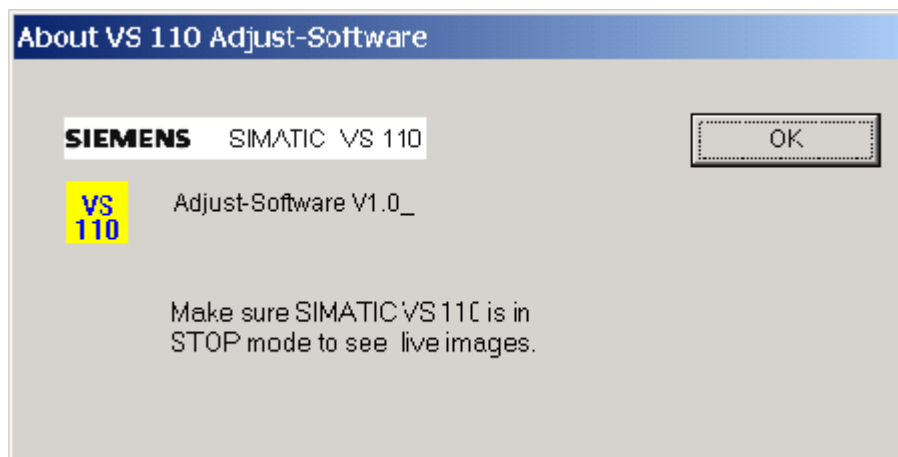 About VS 110 Adjust-Software
SIEMENS SIMATIC VS 110
OK
VS
110
Adjust-Software V1.0_
Make sure SIMATIC VS 110 is in
STOP mode to see live images.